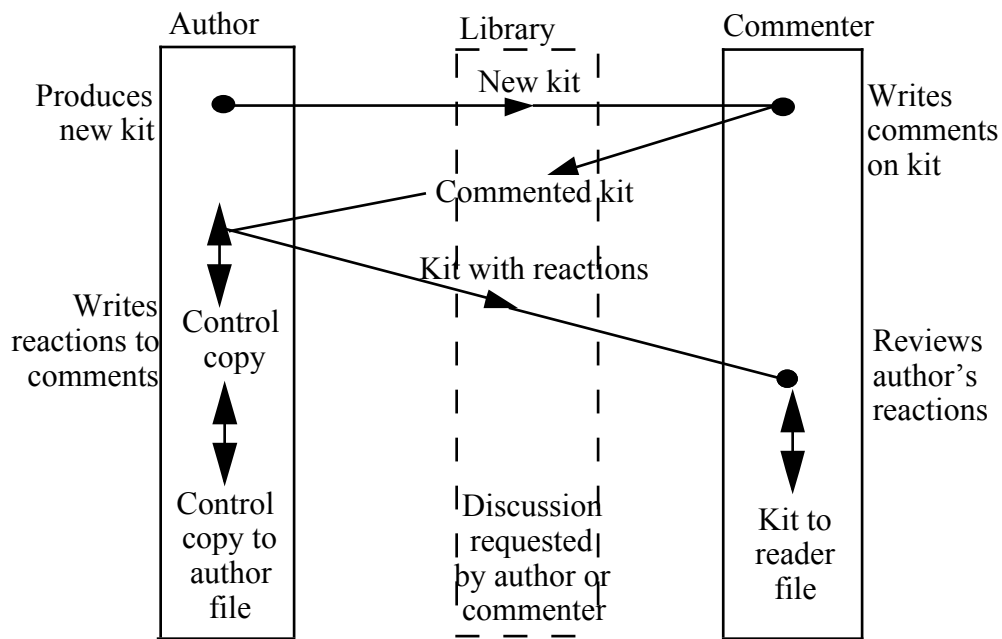 Author
Library
Commenter
Produces
new kit
New kit
Writes
comments
on kit
Commented kit
Kit with reactions
Writes
reactions to
comments
Control
copy
Reviews
author’s
reactions
Control
copy to
author
file
Discussion
requested
by author or
commenter
Kit to
reader
file